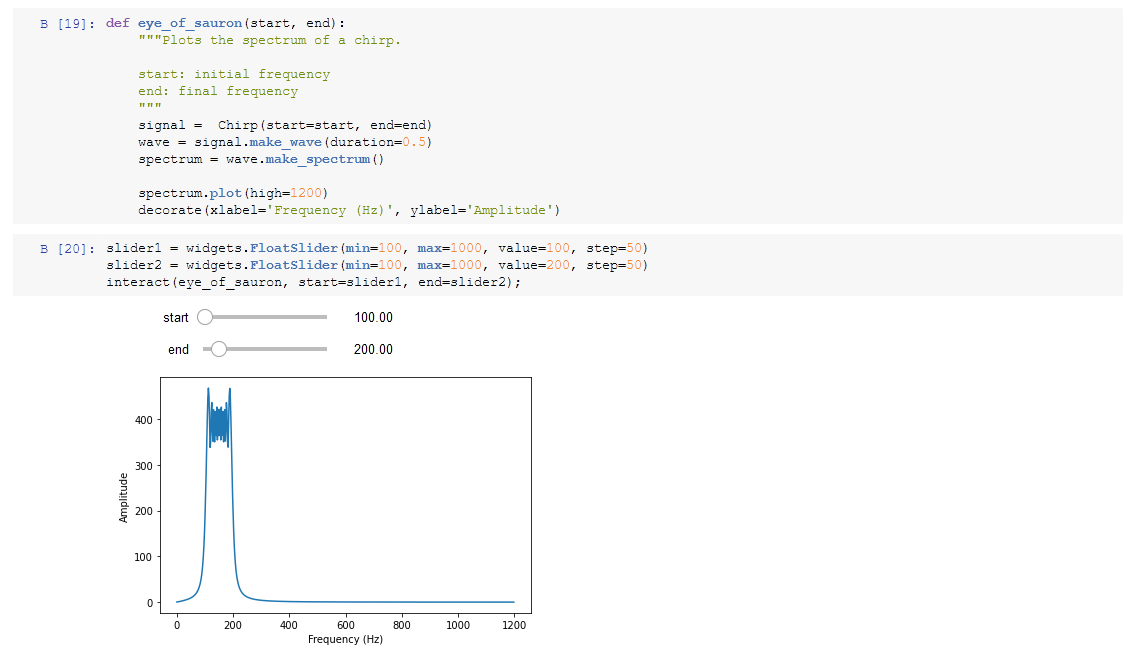 В [19]: def eye_of_sauron(start, end):
"""Plots the spectrum of a chirp.
start: initial frequency
end: final frequency
"""
signal =  Chirp(start=start, end=end)
wave = signal.make_wave(duration=0.5)
spectrum = wave.make_spectrum()
spectrum.plot(high=1200)
decorate(xlabel='Frequency (Hz)', ylabel='Amplitude')
В [20]: slider1 = widgets.FloatSlider(min=100, max=1000, value=100, step=50)
slider2 = widgets.FloatSlider(min=100, max=1000, value=200, step=50)
interact(eye_of_sauron, start=slider1, end=slider2);
start 100.00
end 200.00
400
300
200
100
0
Amplitude
0 200 400 600 800 1000 1200
Frequency (Hz)